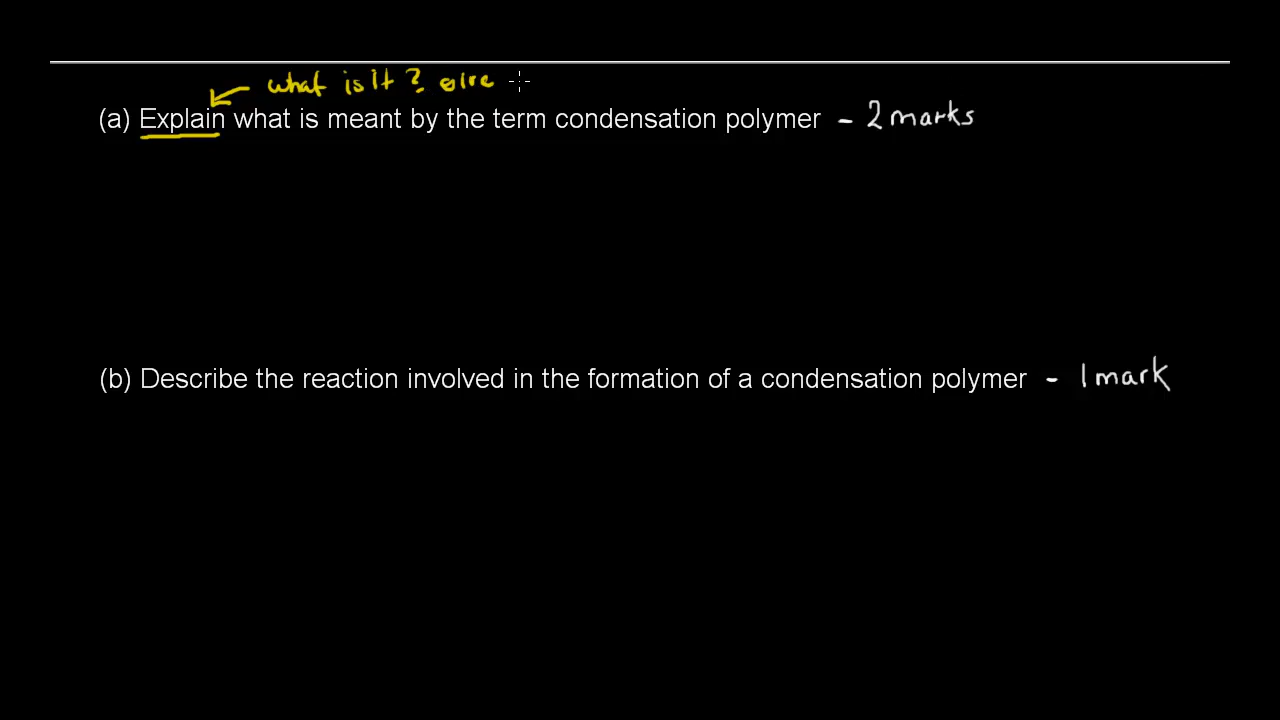 what is it ? give
(a) Explain what is meant by the term condensation polymer - 2 marks
(b) Describe the reaction involved in the formation of a condensation polymer - 1 mark